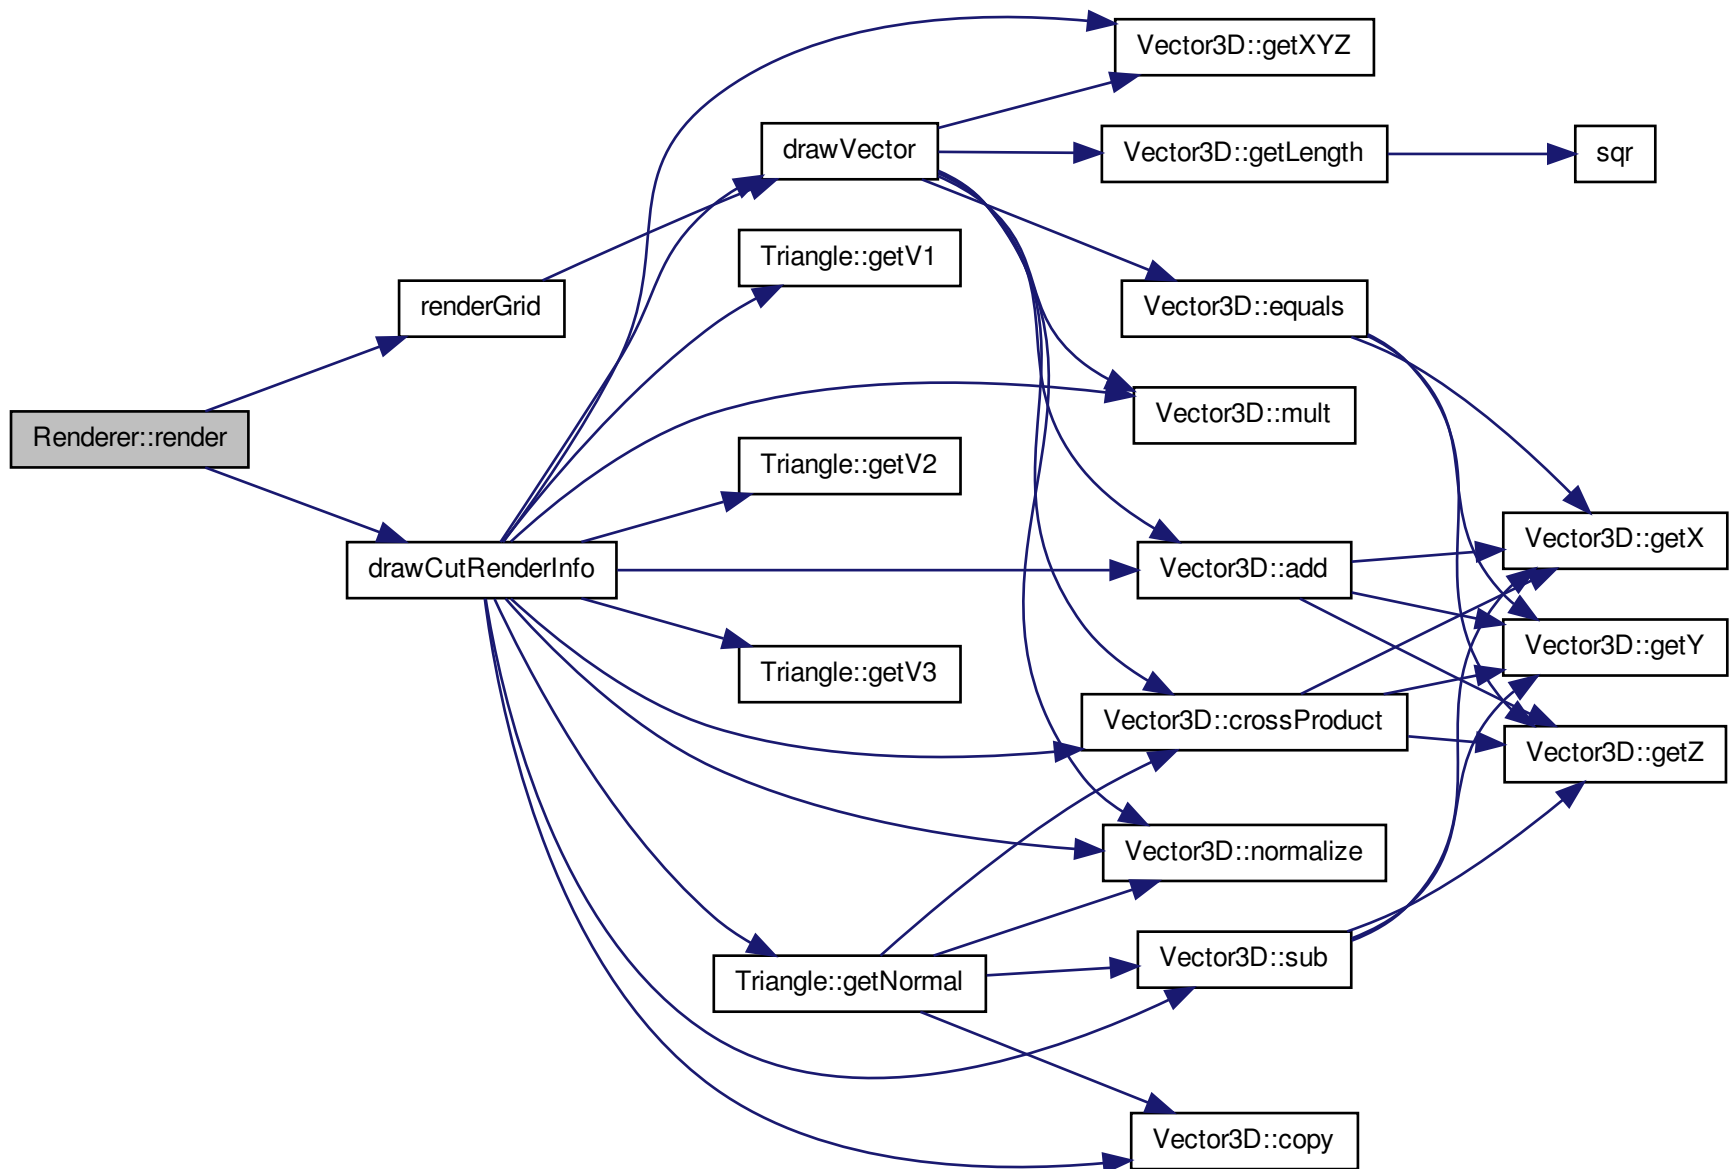 Vector3D::getXYZ
drawVector
Vector3D::getLength
sqr
Triangle::getV1
renderGrid
Vector3D::equals
Vector3D::mult
Renderer::render
Triangle::getV2
Vector3D::getX
drawCutRenderInfo
Vector3D::add
Vector3D::getY
Triangle::getV3
Vector3D::crossProduct
Vector3D::getZ
Vector3D::normalize
Vector3D::sub
Triangle::getNormal
Vector3D::copy